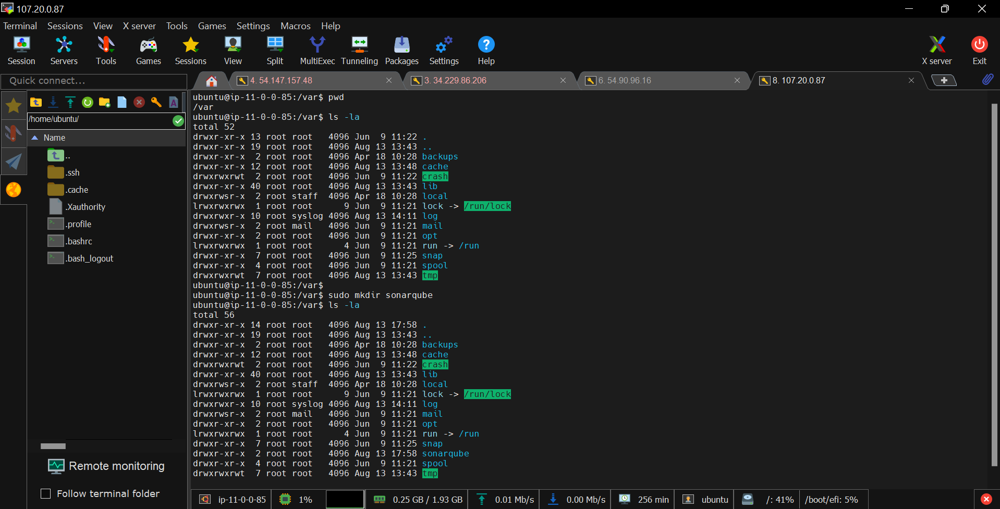 107.20.0.87
Terminal Sessions View X server Tools Games Settings Macros Help
Session Servers Tools Games Sessions View Split MultiExec Tunneling Packages Settings Help X server Exit
Quick connect...
4. 54.147.157.48
3. 34.229.86.206
6. 54.90.96.16
8. 107.20.0.87
/home/ubuntu/
Name
..
.ssh
.cache
.Xauthority
.profile
.bashrc
.bash_logout
Remote monitoring
Follow terminal folder
ubuntu@ip-11-0-0-85:/var$ pwd
/var
ubuntu@ip-11-0-0-85:/var$ ls -la
total 52
drwxr-xr-x 13 root root   4096 Jun  9 11:22 .
drwxr-xr-x 19 root root   4096 Aug 13 13:43 ..
drwxr-xr-x  2 root root   4096 Apr 18 10:28 backups
drwxr-xr-x 12 root root   4096 Aug 13 13:48 cache
drwxrwxrwt  2 root root   4096 Jun  9 11:22 crash
drwxr-xr-x 40 root root   4096 Aug 13 13:43 lib
drwxrwsr-x  2 root staff  4096 Apr 18 10:28 local
lrwxrwxrwx  1 root root      9 Jun  9 11:21 lock -> /run/lock
drwxrwxr-x 10 root syslog 4096 Aug 13 14:11 log
drwxrwsr-x  2 root mail   4096 Jun  9 11:21 mail
drwxr-xr-x  2 root root   4096 Jun  9 11:21 opt
lrwxrwxrwx  1 root root      4 Jun  9 11:21 run -> /run
drwxr-xr-x  7 root root   4096 Jun  9 11:25 snap
drwxr-xr-x  4 root root   4096 Jun  9 11:21 spool
drwxrwxrwt  7 root root   4096 Aug 13 13:43 tmp
ubuntu@ip-11-0-0-85:/var$
ubuntu@ip-11-0-0-85:/var$ sudo mkdir sonarqube
ubuntu@ip-11-0-0-85:/var$ ls -la
total 56
drwxr-xr-x 14 root root   4096 Aug 13 17:58 .
drwxr-xr-x 19 root root   4096 Aug 13 13:43 ..
drwxr-xr-x  2 root root   4096 Apr 18 10:28 backups
drwxr-xr-x 12 root root   4096 Aug 13 13:48 cache
drwxrwxrwt  2 root root   4096 Jun  9 11:22 crash
drwxr-xr-x 40 root root   4096 Aug 13 13:43 lib
drwxrwsr-x  2 root staff  4096 Apr 18 10:28 local
lrwxrwxrwx  1 root root      9 Jun  9 11:21 lock -> /run/lock
drwxrwxr-x 10 root syslog 4096 Aug 13 14:11 log
drwxrwsr-x  2 root mail   4096 Jun  9 11:21 mail
drwxr-xr-x  2 root root   4096 Jun  9 11:21 opt
lrwxrwxrwx  1 root root      4 Jun  9 11:21 run -> /run
drwxr-xr-x  7 root root   4096 Jun  9 11:25 snap
drwxr-xr-x  2 root root   4096 Aug 13 17:58 sonarqube
drwxr-xr-x  4 root root   4096 Jun  9 11:21 spool
drwxrwxrwt  7 root root   4096 Aug 13 13:43 tmp
ip-11-0-0-85 1% 0.25 GB / 1.93 GB 0.01 Mb/s 0.00 Mb/s 256 min ubuntu /: 41% /boot/efi: 5%